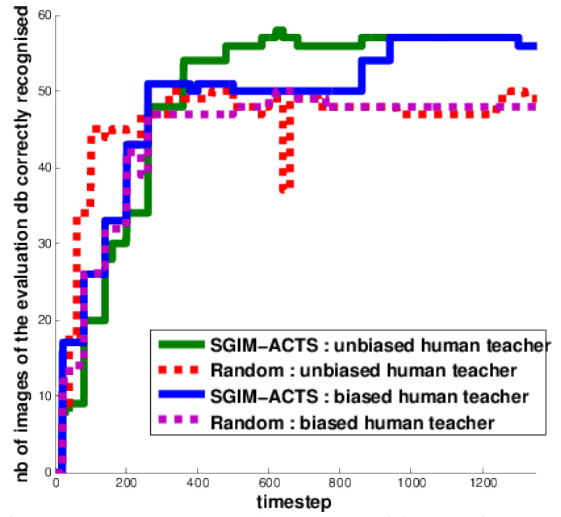 60
50
40
30
20
10
0
nb of images of the evaluation db correctly recognised
SGIM-ACTS : unbiased human teacher
Random : unbiased human teacher
SGIM-ACTS : biased human teacher
Random : biased human teacher
0 200 400 600 800 1000 1200
timestep